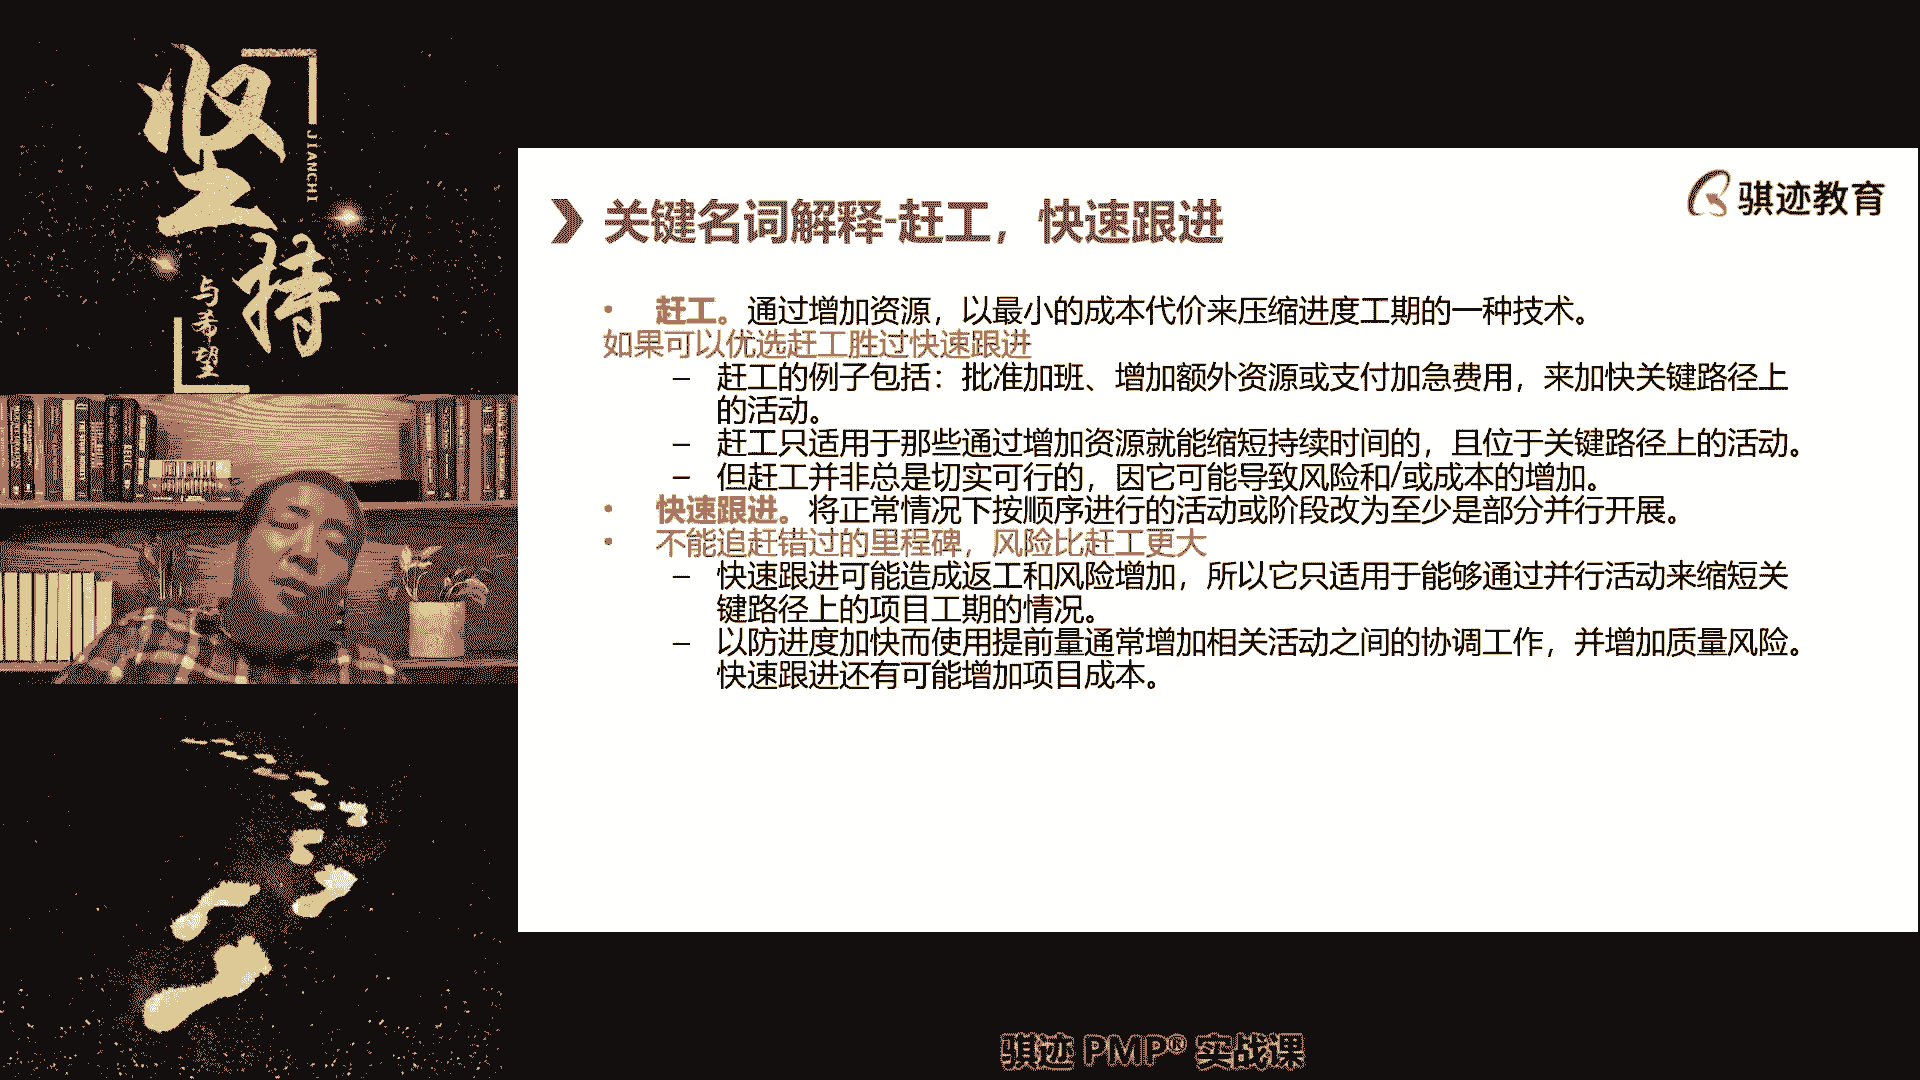 坚持
JIANCHI
与希望
骐迹教育
关键名词解释-赶工，快速跟进
• 赶工。通过增加资源，以最小的成本代价来压缩进度工期的一种技术。
如果可以优选赶工胜过快速跟进
– 赶工的例子包括：批准加班、增加额外资源或支付加急费用，来加快关键路径上
的活动。
– 赶工只适用于那些通过增加资源就能缩短持续时间的，且位于关键路径上的活动。
– 但赶工并非总是切实可行的，因它可能导致风险和/或成本的增加。
• 快速跟进。将正常情况下按顺序进行的活动或阶段改为至少是部分并行开展。
• 不能追赶错过的里程碑，风险比赶工更大
– 快速跟进可能造成返工和风险增加，所以它只适用于能够通过并行活动来缩短关
键路径上的项目工期的情况。
– 以防进度加快而使用提前量通常增加相关活动之间的协调工作，并增加质量风险。
快速跟进还有可能增加项目成本。
骐迹 PMP® 实战课